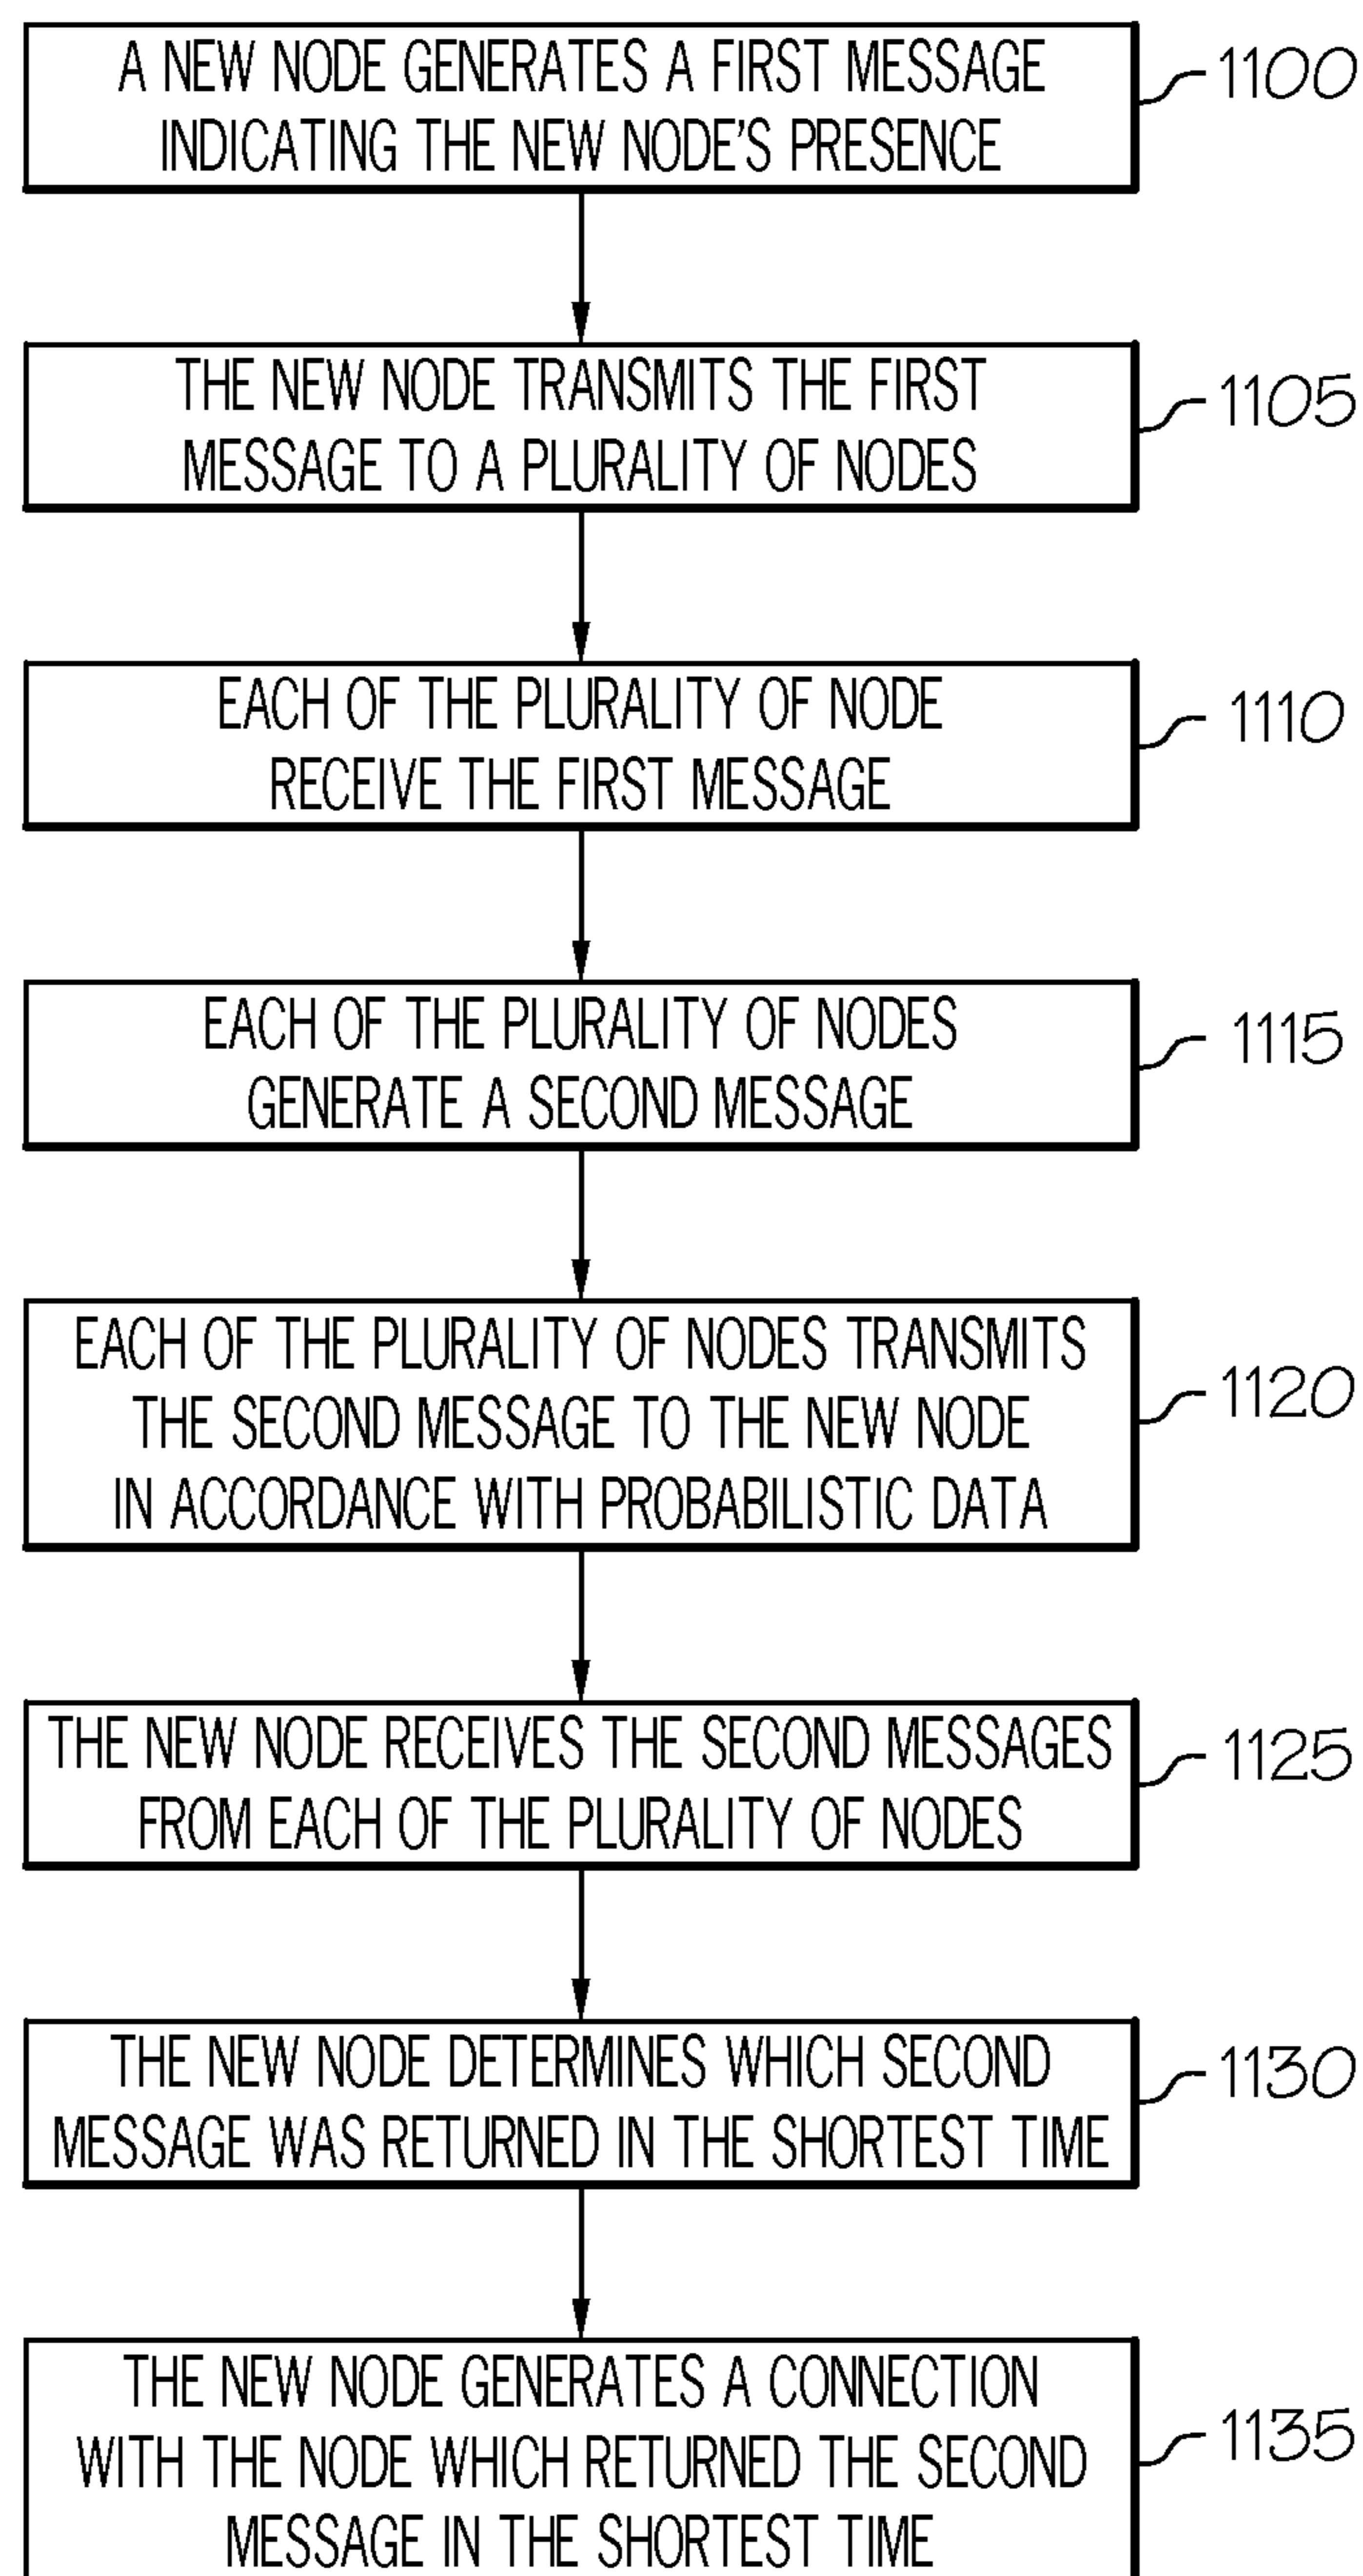 A NEW NODE GENERATES A FIRST MESSAGE
INDICATING THE NEW NODE'S PRESENCE
1100
THE NEW NODE TRANSMITS THE FIRST
MESSAGE TO A PLURALITY OF NODES
1105
EACH OF THE PLURALITY OF NODE
RECEIVE THE FIRST MESSAGE
1110
EACH OF THE PLURALITY OF NODES
GENERATE A SECOND MESSAGE
1115
EACH OF THE PLURALITY OF NODES TRANSMITS
THE SECOND MESSAGE TO THE NEW NODE
IN ACCORDANCE WITH PROBABILISTIC DATA
1120
THE NEW NODE RECEIVES THE SECOND MESSAGES
FROM EACH OF THE PLURALITY OF NODES
1125
THE NEW NODE DETERMINES WHICH SECOND
MESSAGE WAS RETURNED IN THE SHORTEST TIME
1130
THE NEW NODE GENERATES A CONNECTION
WITH THE NODE WHICH RETURNED THE SECOND
MESSAGE IN THE SHORTEST TIME
1135